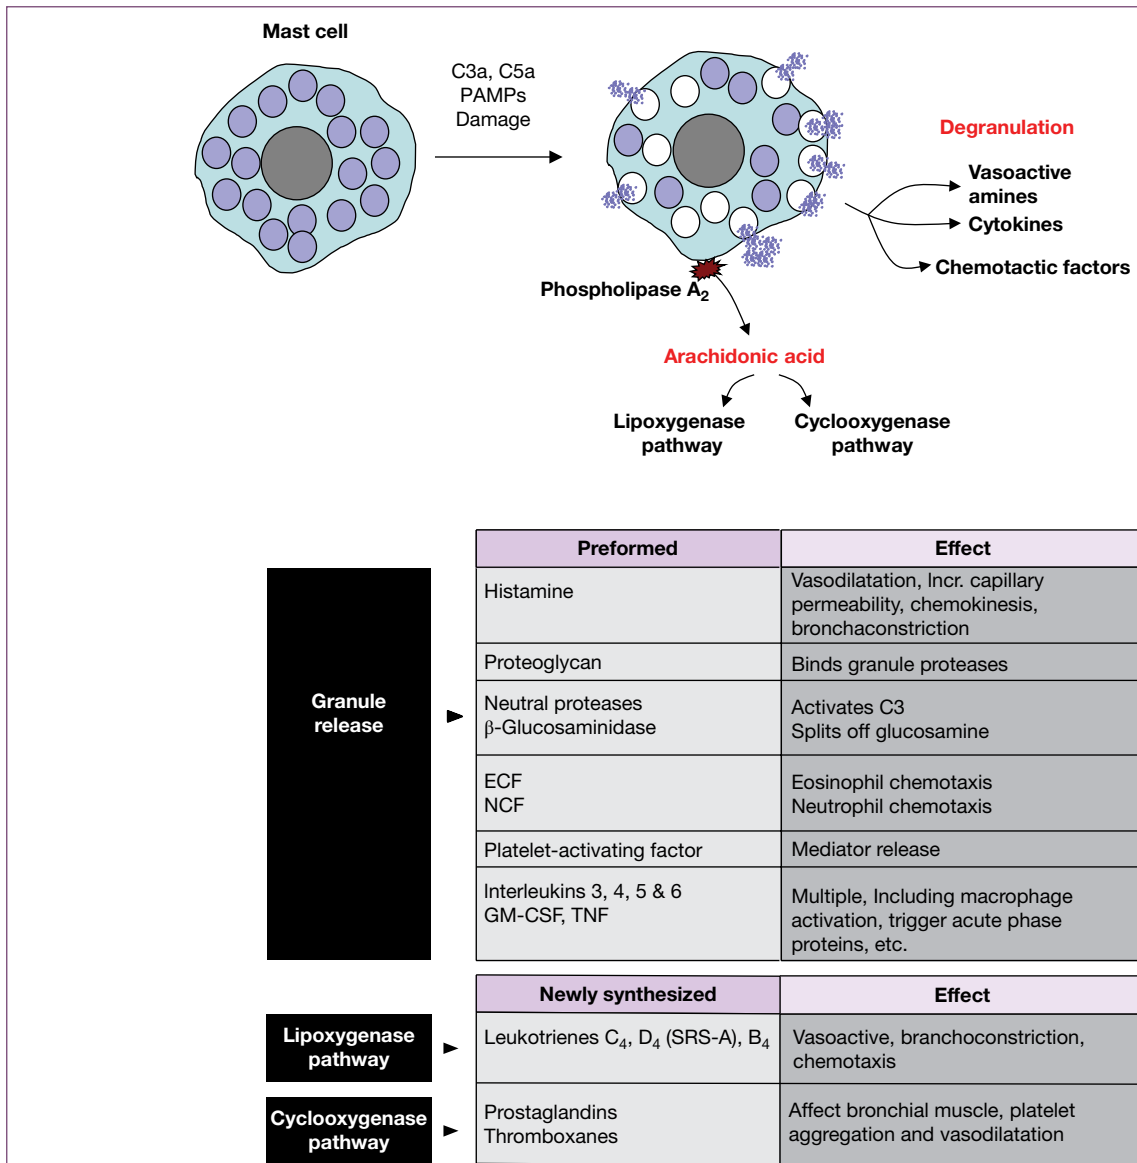 Mast cell
C3a, C5a
PAMPs
Damage
Degranulation
Vasoactive
amines
Cytokines
Chemotactic factors
Phospholipase A2
Arachidonic acid
Lipoxygenase
pathway
Cyclooxygenase
pathway
Preformed
Effect
Granule
release
Histamine
Vasodilatation, Incr. capillary
permeability, chemokinesis,
bronchaconstriction
Proteoglycan
Binds granule proteases
Neutral proteases
β-Glucosaminidase
Activates C3
Splits off glucosamine
ECF
NCF
Eosinophil chemotaxis
Neutrophil chemotaxis
Platelet-activating factor
Mediator release
Interleukins 3, 4, 5 & 6
GM-CSF, TNF
Multiple, Including macrophage
activation, trigger acute phase
proteins, etc.
Newly synthesized
Effect
Lipoxygenase
pathway
Leukotrienes C4, D4 (SRS-A), B4
Vasoactive, branchoconstriction,
chemotaxis
Cyclooxygenase
pathway
Prostaglandins
Thromboxanes
Affect bronchial muscle, platelet
aggregation and vasodilatation